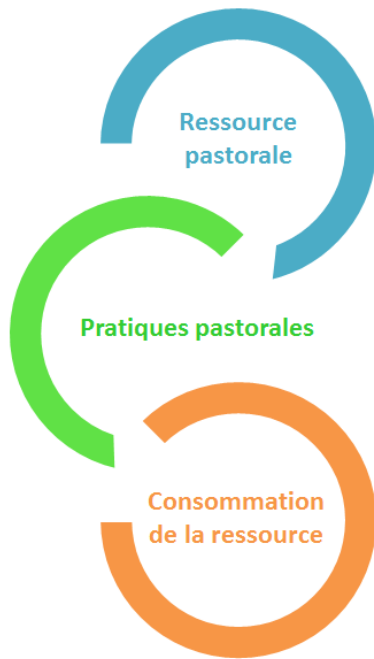 Ressource
pastorale
Pratiques pastorales
Consommation
de la ressource